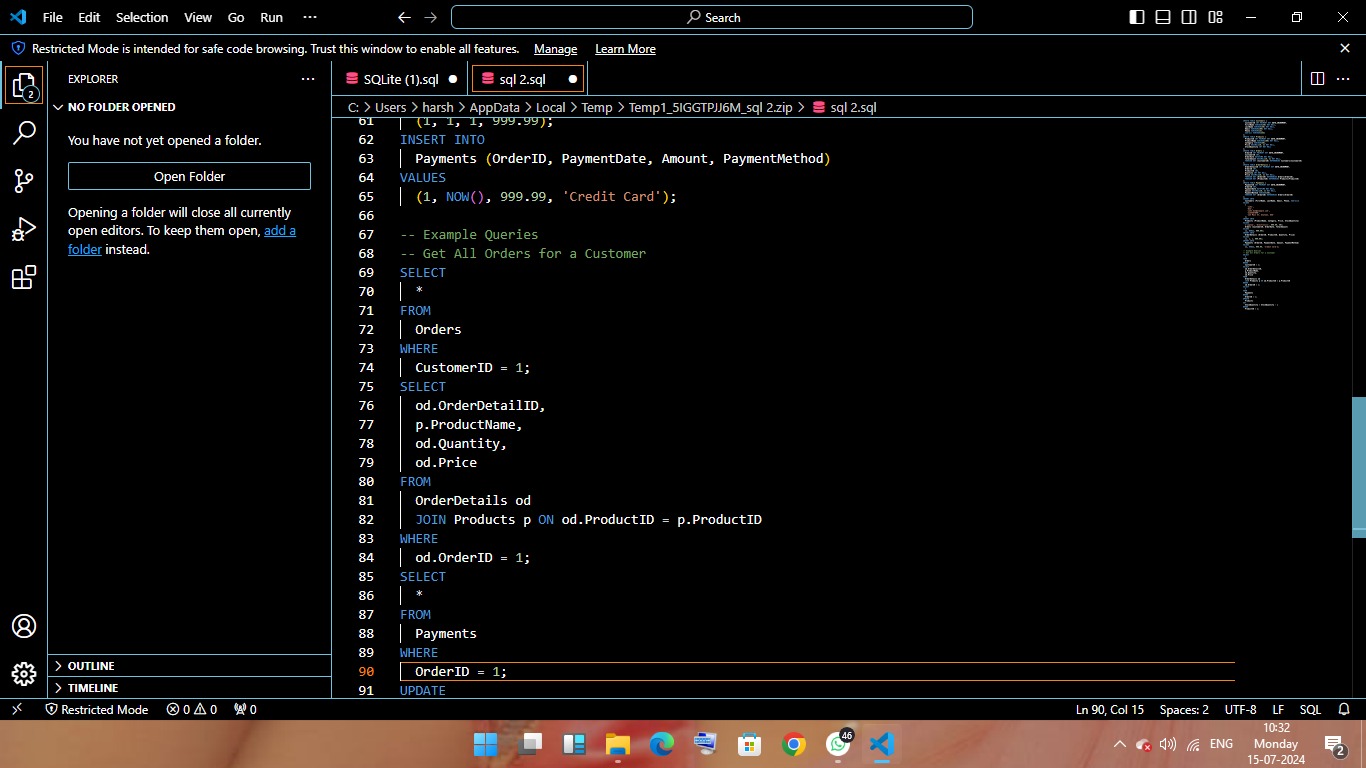 File Edit Selection View Go Run ···
Search
Restricted Mode is intended for safe code browsing. Trust this window to enable all features. Manage Learn More
EXPLORER
SQLite (1).sql
sql 2.sql
NO FOLDER OPENED
C: > Users > harsh > AppData > Local > Temp > Temp1_5IGGTPJJ6M_sql 2.zip > sql 2.sql
You have not yet opened a folder.
Open Folder
Opening a folder will close all currently
open editors. To keep them open, add a
folder instead.
2
61 (1, 1, 1, 999.99);
62 INSERT INTO
63 Payments (OrderID, PaymentDate, Amount, PaymentMethod)
64 VALUES
65 (1, NOW(), 999.99, 'Credit Card');
66
67 -- Example Queries
68 -- Get All Orders for a Customer
69 SELECT
70 *
71 FROM
72 Orders
73 WHERE
74 CustomerID = 1;
75 SELECT
76 od.OrderDetailID,
77 p.ProductName,
78 od.Quantity,
79 od.Price
80 FROM
81 OrderDetails od
82 JOIN Products p ON od.ProductID = p.ProductID
83 WHERE
84 od.OrderID = 1;
85 SELECT
86 *
87 FROM
88 Payments
89 WHERE
90 OrderID = 1;
91 UPDATE
OUTLINE
TIMELINE
Restricted Mode 0 0 0
Ln 90, Col 15 Spaces: 2 UTF-8 LF SQL
46
ENG
10:32
Monday
15-07-2024
2